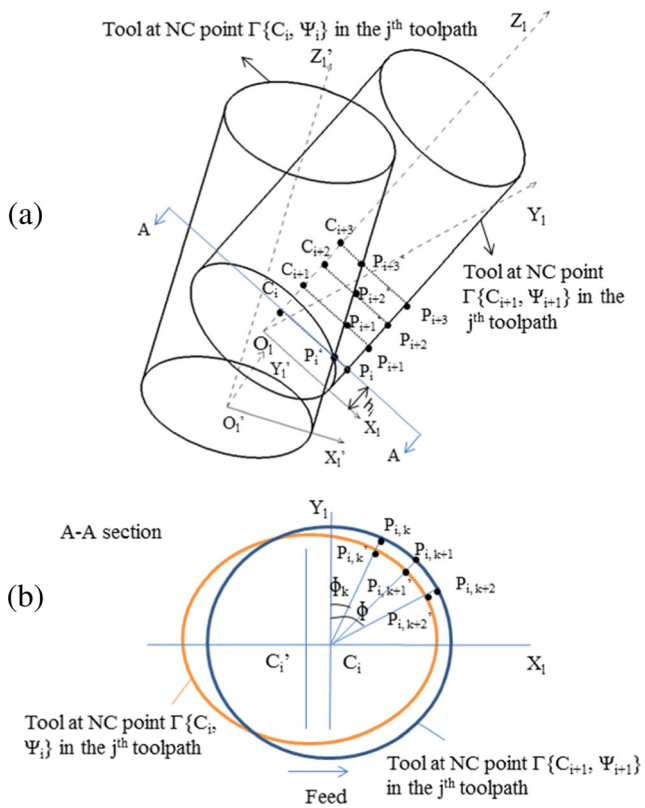 (a)
Tool at NC point Γ{Cᵢ, Ψᵢ} in the jᵗʰ toolpath
Z₁'
Z₁
A
Y₁
Cᵢ₊₃
Cᵢ₊₂
Cᵢ₊₁
Cᵢ
Pᵢ₊₃'
Pᵢ₊₂'
Pᵢ₊₁'
Pᵢ'
Pᵢ₊₃
Pᵢ₊₂
Pᵢ₊₁
Pᵢ
Tool at NC point
Γ{Cᵢ₊₁, Ψᵢ₊₁} in the
jᵗʰ toolpath
O₁
Y₁'
O₁'
X₁
X₁'
A
(b)
A-A section
Y₁
Pᵢ, ₖ
Pᵢ, ₖ'
Pᵢ, ₖ₊₁
Pᵢ, ₖ₊₁'
Pᵢ, ₖ₊₂
Pᵢ, ₖ₊₂'
Φₖ
Φ
Cᵢ'
Cᵢ
X₁
Tool at NC point Γ{Cᵢ,
Ψᵢ} in the jᵗʰ toolpath
Tool at NC point Γ{Cᵢ₊₁, Ψᵢ₊₁}
in the jᵗʰ toolpath
Feed